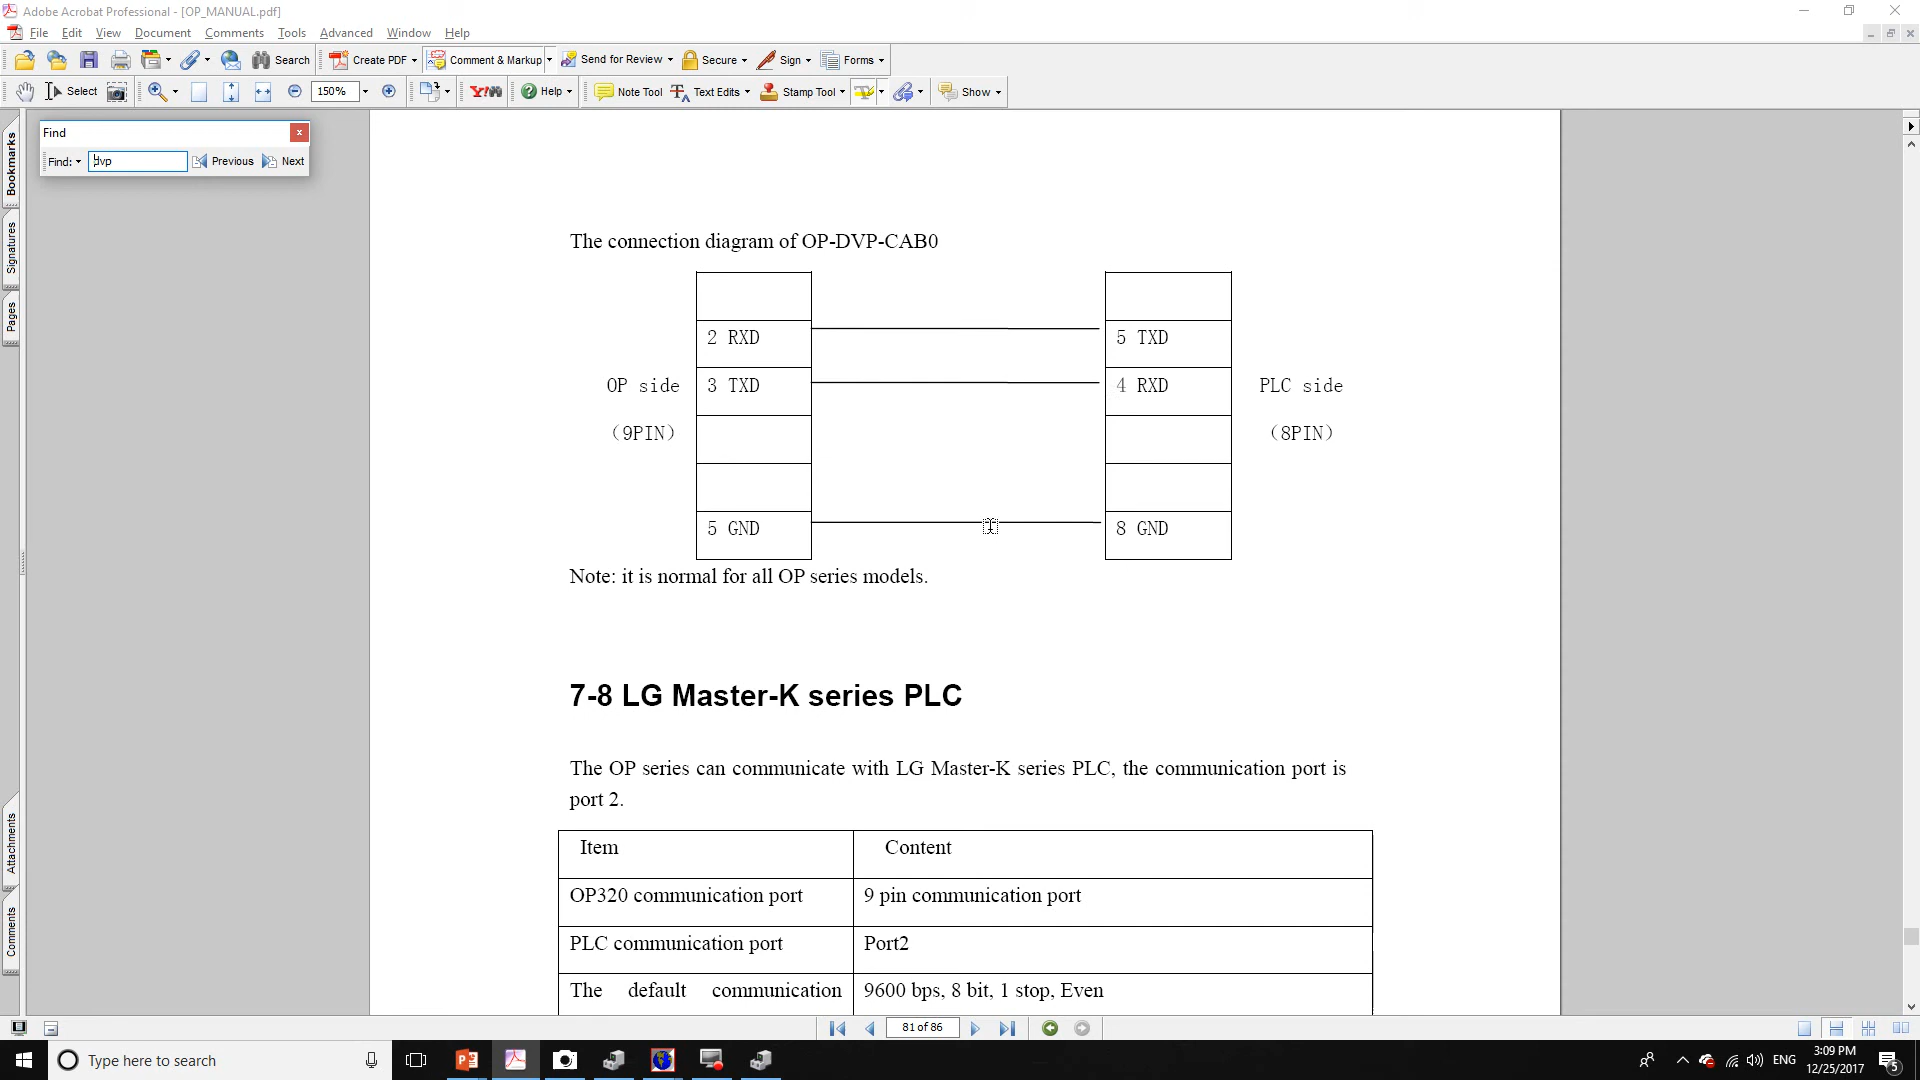 Adobe Acrobat Professional - [OP_MANUAL.pdf]
File Edit View Document Comments Tools Advanced Window Help
Search Create PDF Comment & Markup Send for Review Secure Sign Forms
Select 150% Y! Help Note Tool Text Edits Stamp Tool Show
Find
Find: dvp Previous Next
Bookmarks
Signatures
Pages
Attachments
Comments
The connection diagram of OP-DVP-CAB0
2 RXD 5 TXD
OP side 3 TXD 4 RXD PLC side
（9PIN） （8PIN）
5 GND 8 GND
Note: it is normal for all OP series models.
7-8 LG Master-K series PLC
The OP series can communicate with LG Master-K series PLC, the communication port is
port 2.
Item Content
OP320 communication port 9 pin communication port
PLC communication port Port2
The default communication 9600 bps, 8 bit, 1 stop, Even
81 of 86
Type here to search
ENG 3:09 PM
12/25/2017 5